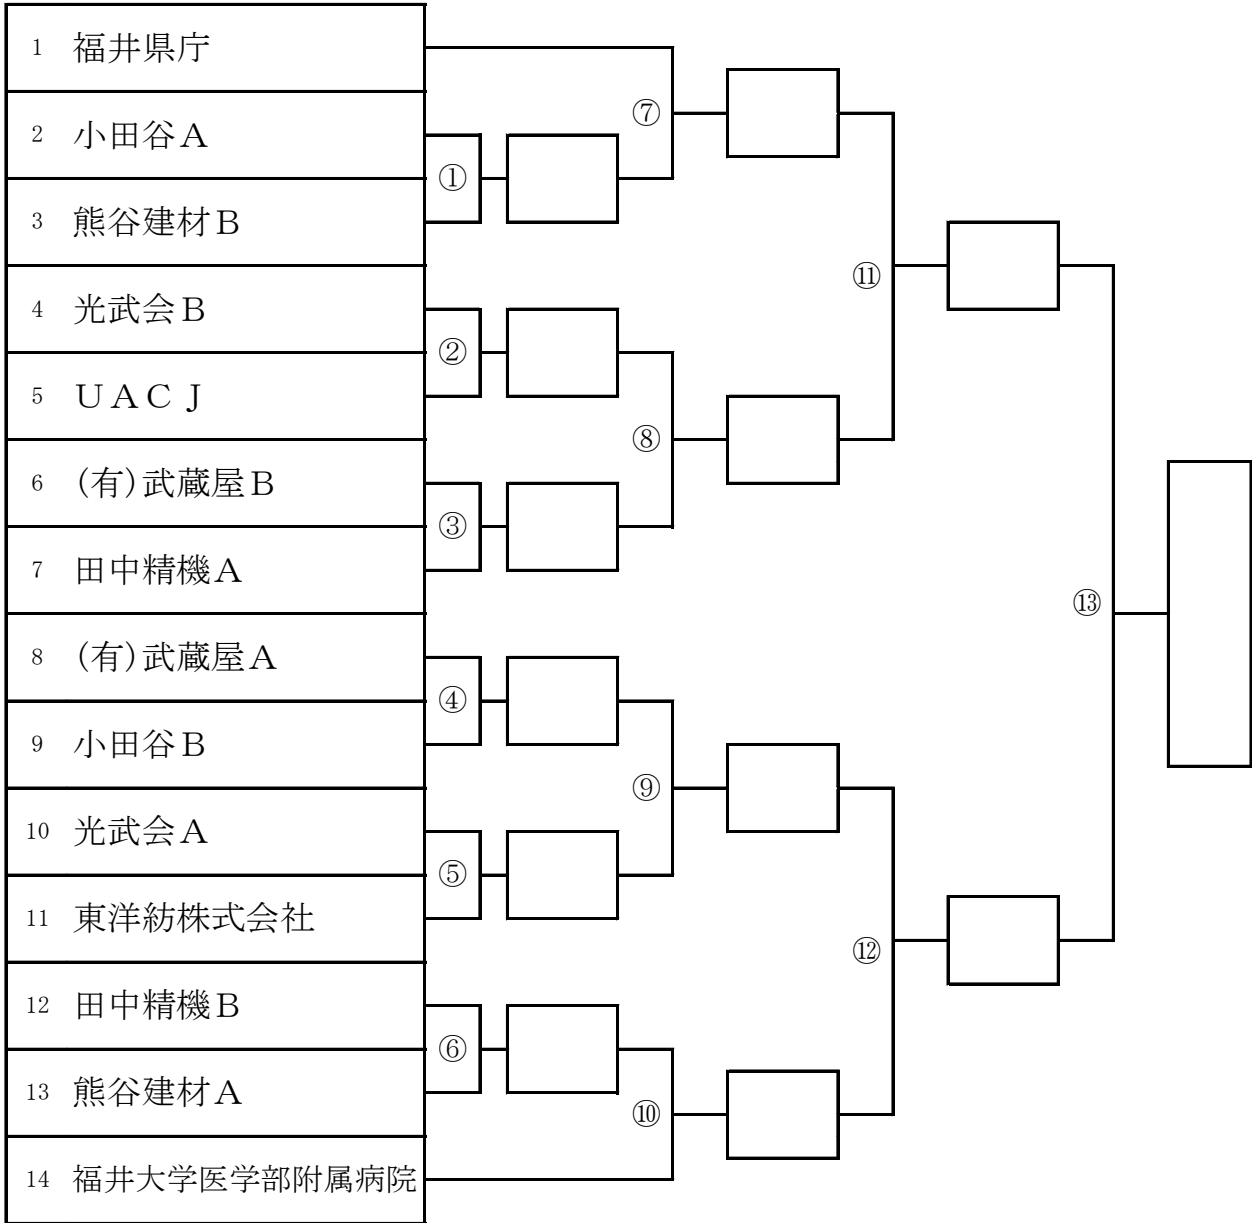 1 福井県庁
2 小田谷Ａ
3 熊谷建材Ｂ
4 光武会Ｂ
5 ＵＡＣＪ
6 (有)武蔵屋Ｂ
7 田中精機Ａ
8 (有)武蔵屋Ａ
9 小田谷Ｂ
10 光武会Ａ
11 東洋紡株式会社
12 田中精機Ｂ
13 熊谷建材Ａ
14 福井大学医学部附属病院
①
②
③
④
⑤
⑥
⑦
⑧
⑨
⑩
⑪
⑫
⑬